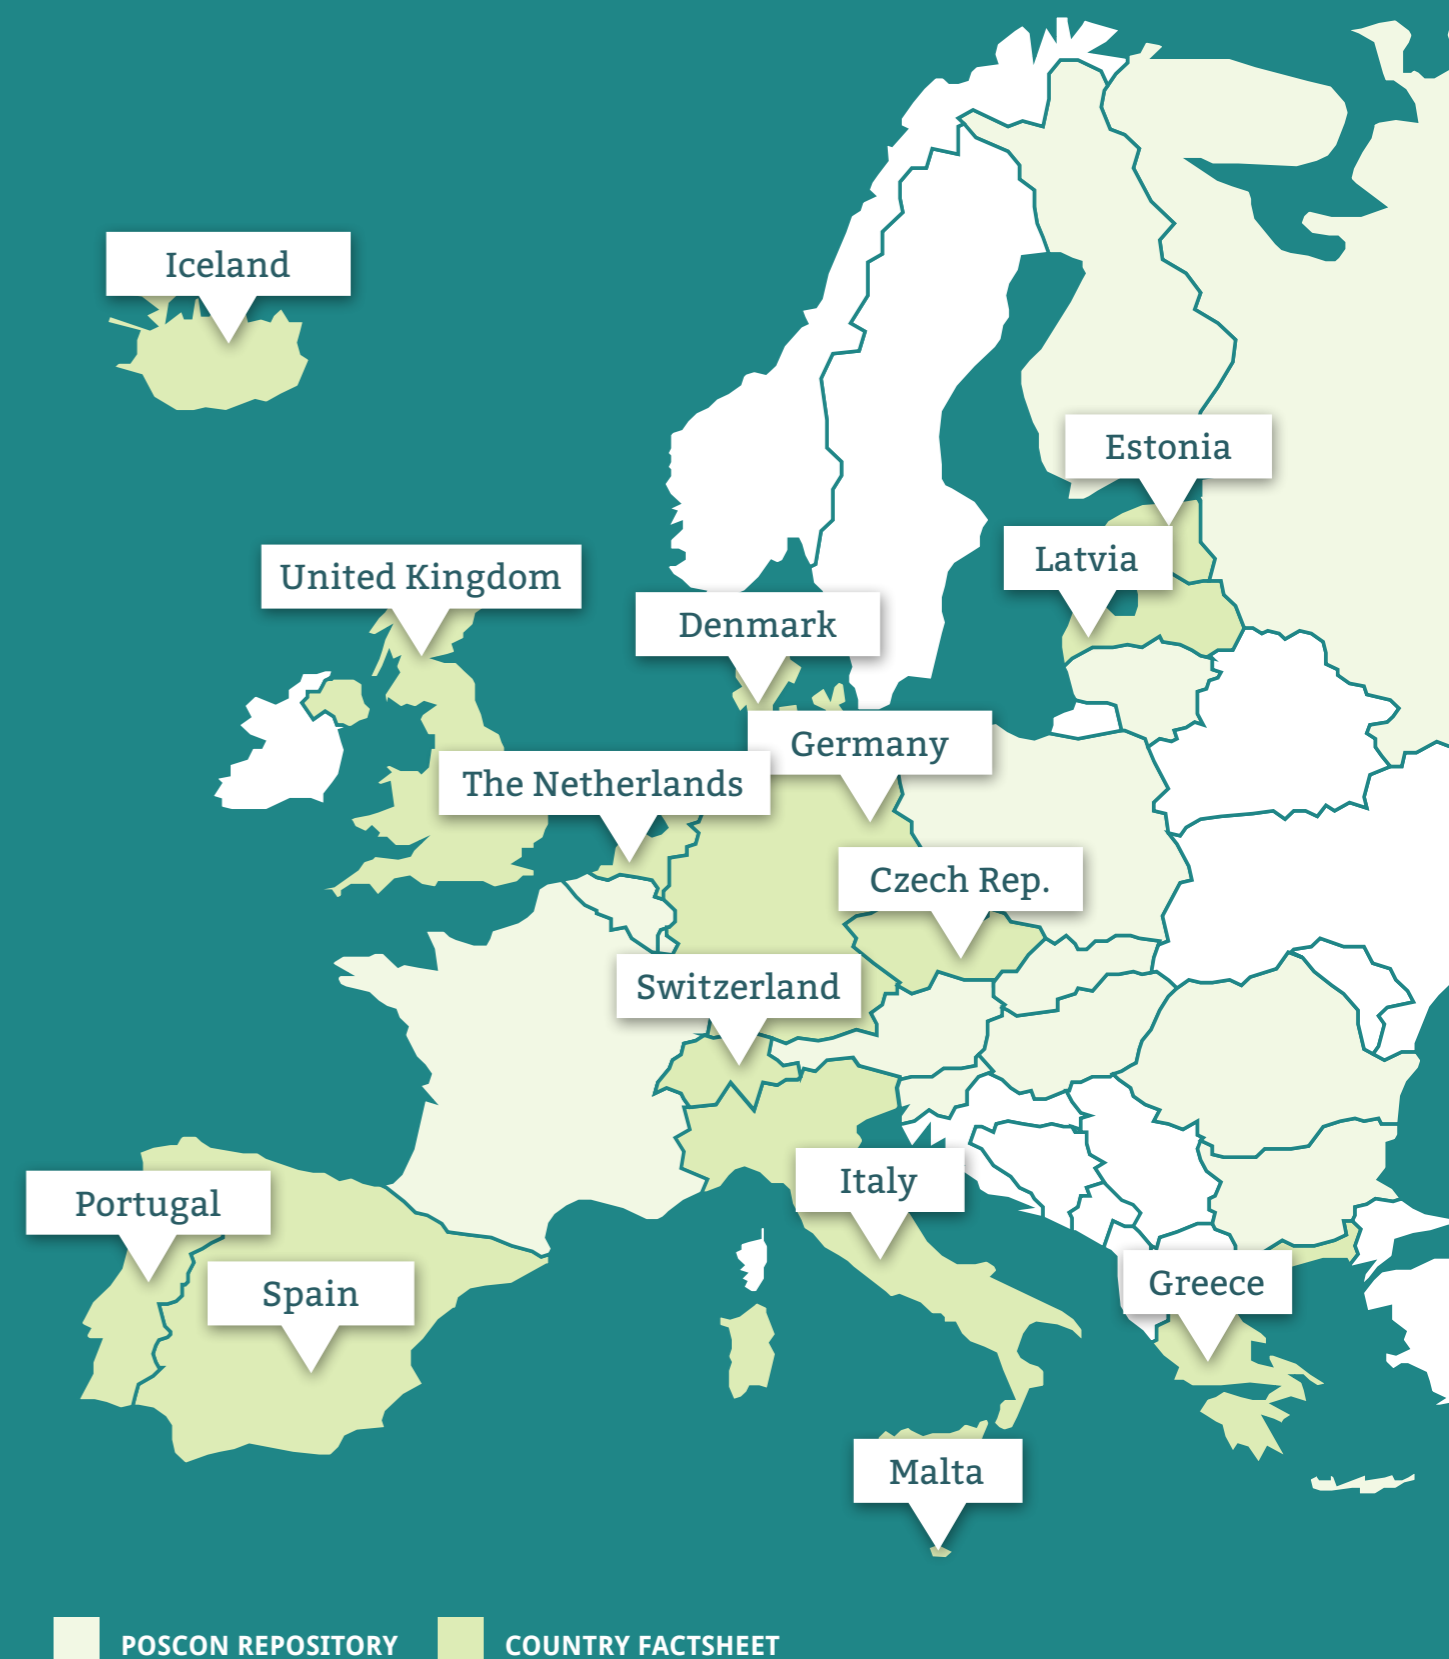 Iceland
Estonia
Latvia
United Kingdom
Denmark
Germany
The Netherlands
Czech Rep.
Switzerland
Italy
Portugal
Greece
Spain
Malta
POSCON REPOSITORY
COUNTRY FACTSHEET